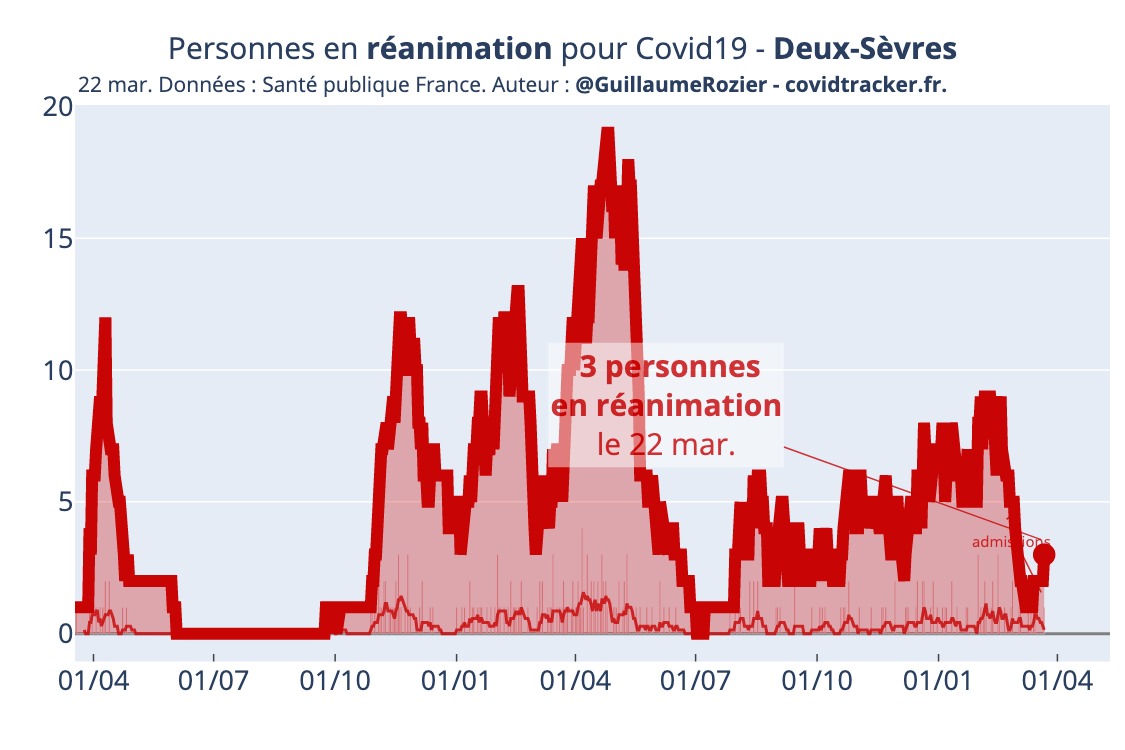 Personnes en réanimation pour Covid19 - Deux-Sèvres
22 mar. Données : Santé publique France. Auteur : @GuillaumeRozier - covidtracker.fr.
20
15
10
5
0
3 personnes
en réanimation
le 22 mar.
admissions
01/04 01/07 01/10 01/01 01/04 01/07 01/10 01/01 01/04